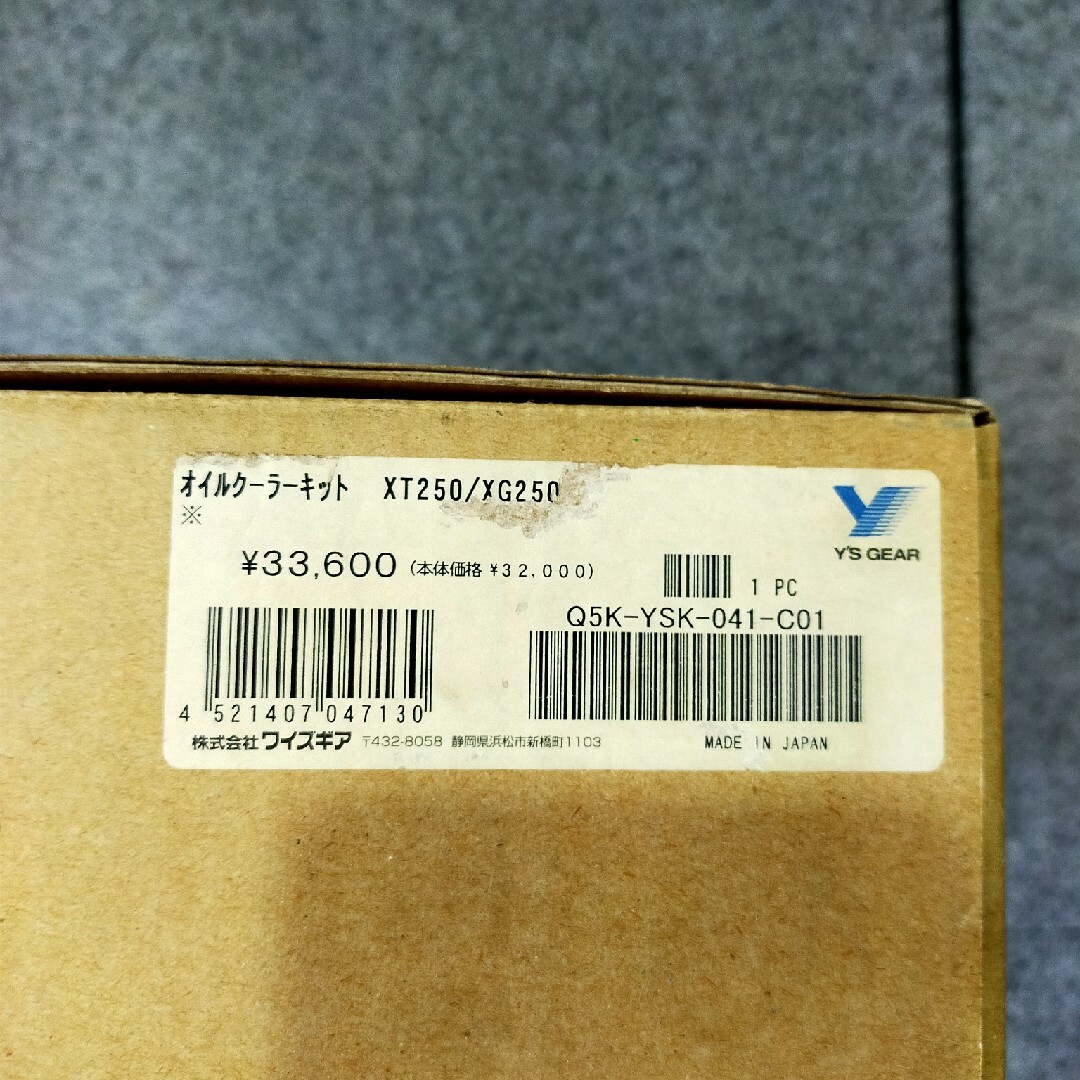 オイルクーラーキット XT250/XG250
※
Y'S GEAR
¥33,600 (本体価格 ¥32,000)
1 PC
Q5K-YSK-041-C01
4 521407 047130
株式会社ワイズギア 〒432-8058 静岡県浜松市新橋町1103
MADE IN JAPAN